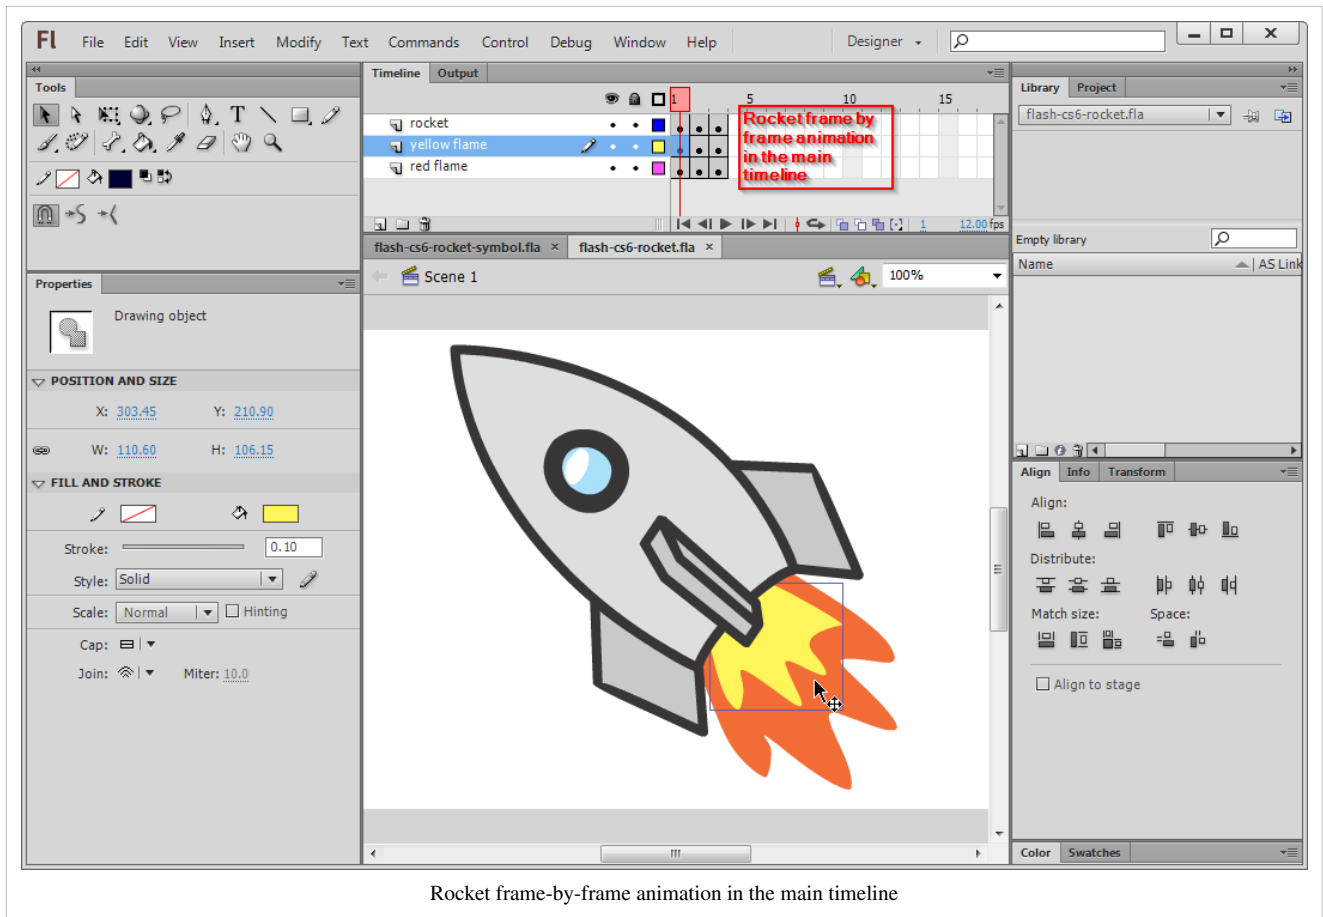 Fl File Edit View Insert Modify Text Commands Control Debug Window Help Designer
Tools
Timeline Output
1 5 10 15
rocket
yellow flame
red flame
Rocket frame by
frame animation
in the main
timeline
1 12.00 fps
flash-cs6-rocket-symbol.fla × flash-cs6-rocket.fla ×
Scene 1 100%
Properties
Drawing object
POSITION AND SIZE
X: 303.45 Y: 210.90
W: 110.60 H: 106.15
FILL AND STROKE
Stroke: 0.10
Style: Solid
Scale: Normal Hinting
Cap:
Join: Miter: 10.0
Library Project
flash-cs6-rocket.fla
Empty library
Name AS Link
Align Info Transform
Align:
Distribute:
Match size: Space:
Align to stage
Color Swatches
Rocket frame-by-frame animation in the main timeline